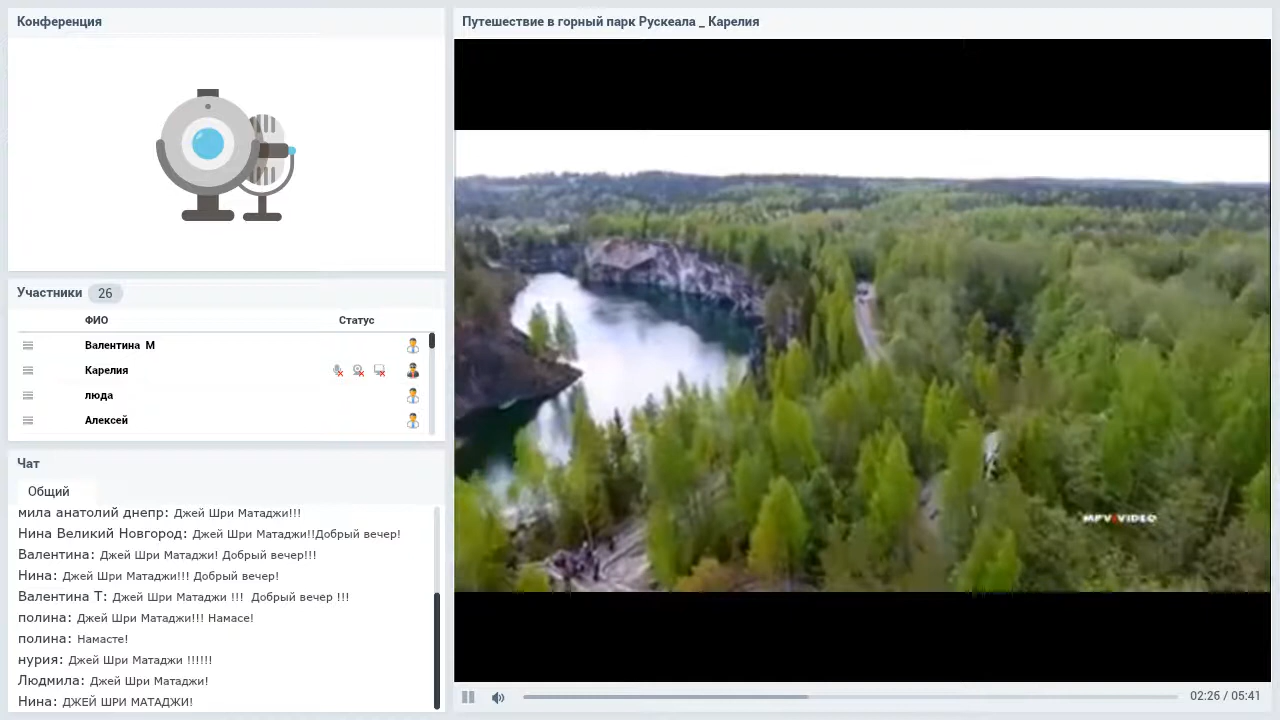 Конференция
Путешествие в горный парк Рускеала _ Карелия
Участники 26
ФИО Статус
Валентина М
Карелия
люда
Алексей
Чат
Общий
мила анатолий днепр: Джей Шри Матаджи!!!
Нина Великий Новгород: Джей Шри Матаджи!!Добрый вечер!
Валентина: Джей Шри Матаджи! Добрый вечер!!!
Нина: Джей Шри Матаджи!!! Добрый вечер!
Валентина Т: Джей Шри Матаджи !!! Добрый вечер !!!
полина: Джей Шри Матаджи!!! Намасе!
полина: Намасте!
нурия: Джей Шри Матаджи !!!!!!
Людмила: Джей Шри Матаджи!
Нина: ДЖЕЙ ШРИ МАТАДЖИ!
MPV VIDEO
02:26 / 05:41